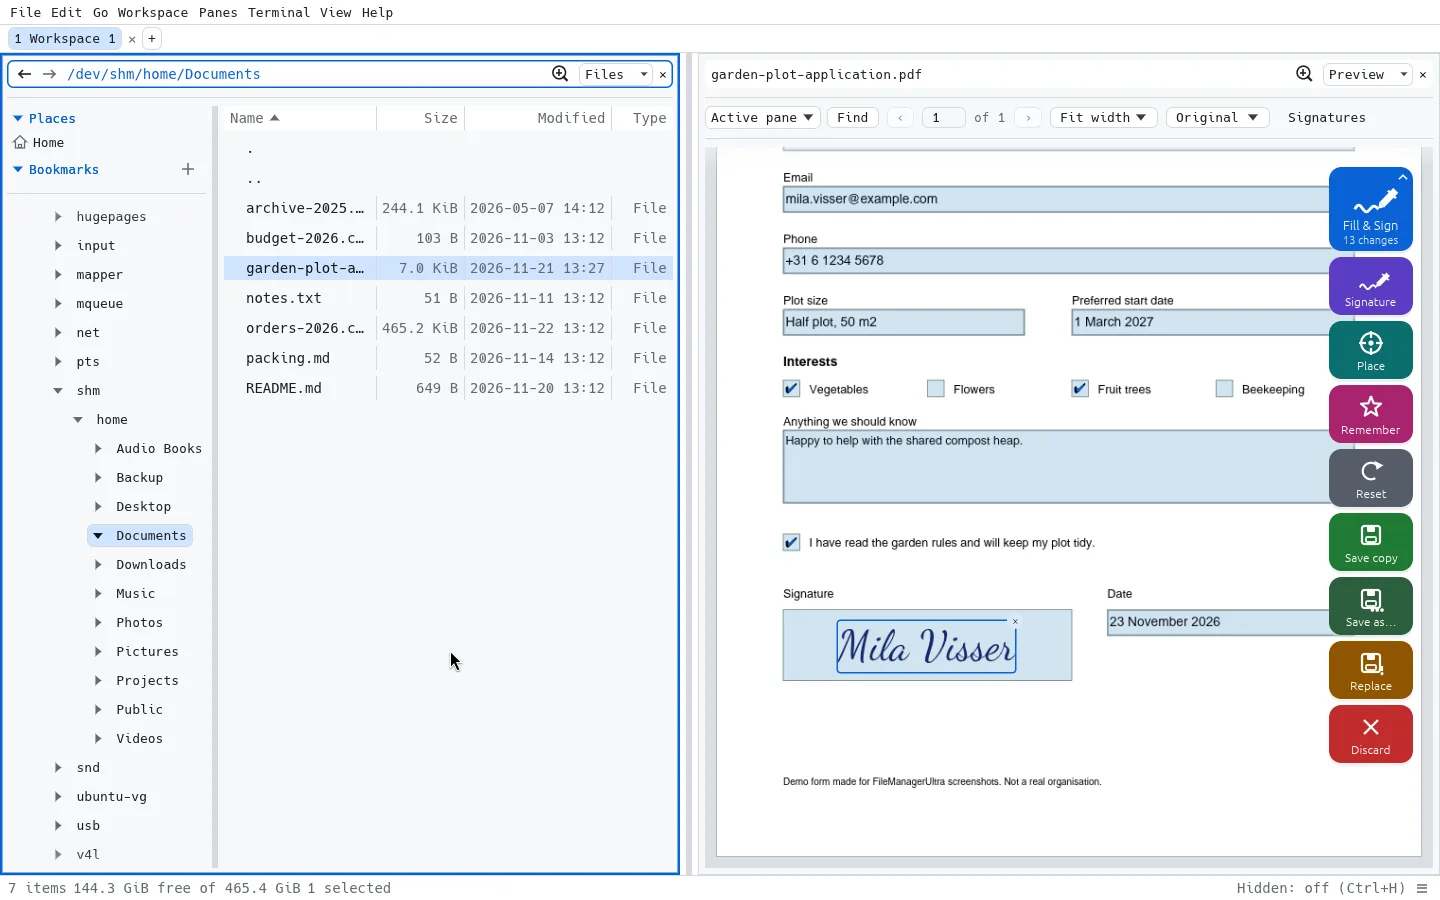 File Edit Go Workspace Panes Terminal View Help
1 Workspace 1 × +
/dev/shm/home/Documents Files ×
garden-plot-application.pdf Preview ×
Places
Home
Bookmarks +
hugepages
input
mapper
mqueue
net
pts
shm
home
Audio Books
Backup
Desktop
Documents
Downloads
Music
Photos
Pictures
Projects
Public
Videos
snd
ubuntu-vg
usb
v4l
Name Size Modified Type
.
..
archive-2025.… 244.1 KiB 2026-05-07 14:12 File
budget-2026.c… 103 B 2026-11-03 13:12 File
garden-plot-a… 7.0 KiB 2026-11-21 13:27 File
notes.txt 51 B 2026-11-11 13:12 File
orders-2026.c… 465.2 KiB 2026-11-22 13:12 File
packing.md 52 B 2026-11-14 13:12 File
README.md 649 B 2026-11-20 13:12 File
Active pane Find ‹ 1 of 1 › Fit width Original Signatures
Email
mila.visser@example.com
Phone
+31 6 1234 5678
Plot size Preferred start date
Half plot, 50 m2 1 March 2027
Interests
Vegetables Flowers Fruit trees Beekeeping
Anything we should know
Happy to help with the shared compost heap.
I have read the garden rules and will keep my plot tidy.
Signature Date
Mila Visser × 23 November 2026
Demo form made for FileManagerUltra screenshots. Not a real organisation.
Fill & Sign
13 changes
Signature
Place
Remember
Reset
Save copy
Save as…
Replace
Discard
7 items 144.3 GiB free of 465.4 GiB 1 selected
Hidden: off (Ctrl+H)